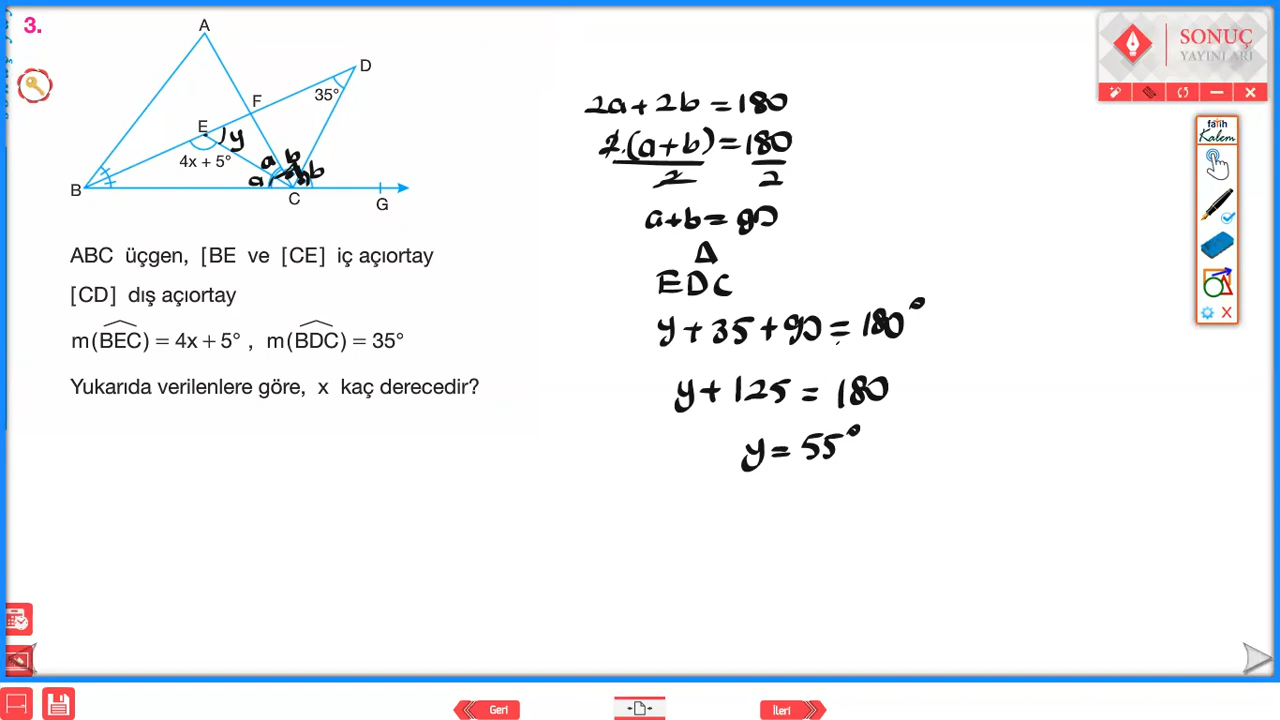 3.
A
D
F
35°
E
y
4x + 5°
a
b
a
b
B
C
G
ABC üçgen, [BE ve [CE] iç açıortay
[CD] dış açıortay
m(BEC) = 4x + 5° , m(BDC) = 35°
Yukarıda verilenlere göre, x kaç derecedir?
2a + 2b = 180
2.(a+b) = 180
2 2
a+b = 90
Δ
EDC
y + 35 + 90 = 180°
y + 125 = 180
y = 55°
SONUÇ
YAYINLARI
fatih
Kalem
Geri
İleri